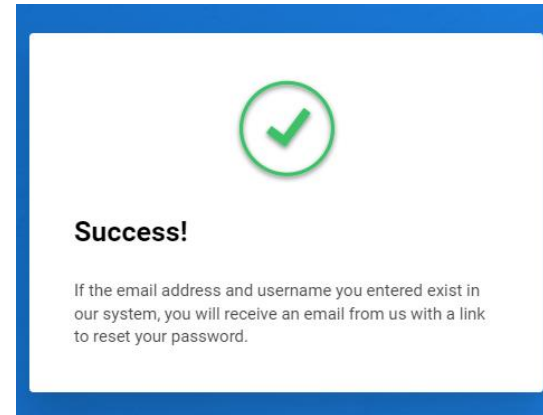 Success!
If the email address and username you entered exist in
our system, you will receive an email from us with a link
to reset your password.